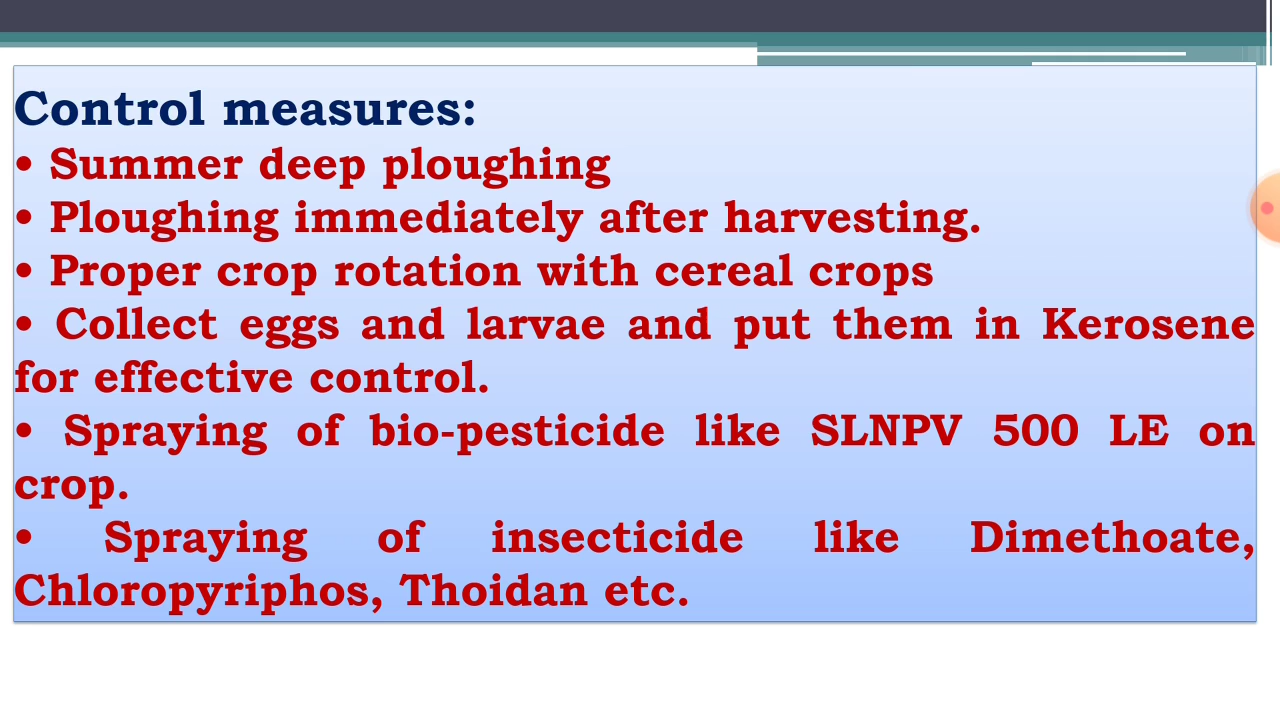 Control measures:
• Summer deep ploughing
• Ploughing immediately after harvesting.
• Proper crop rotation with cereal crops
• Collect eggs and larvae and put them in Kerosene
for effective control.
• Spraying of bio-pesticide like SLNPV 500 LE on
crop.
• Spraying of insecticide like Dimethoate,
Chloropyriphos, Thoidan etc.